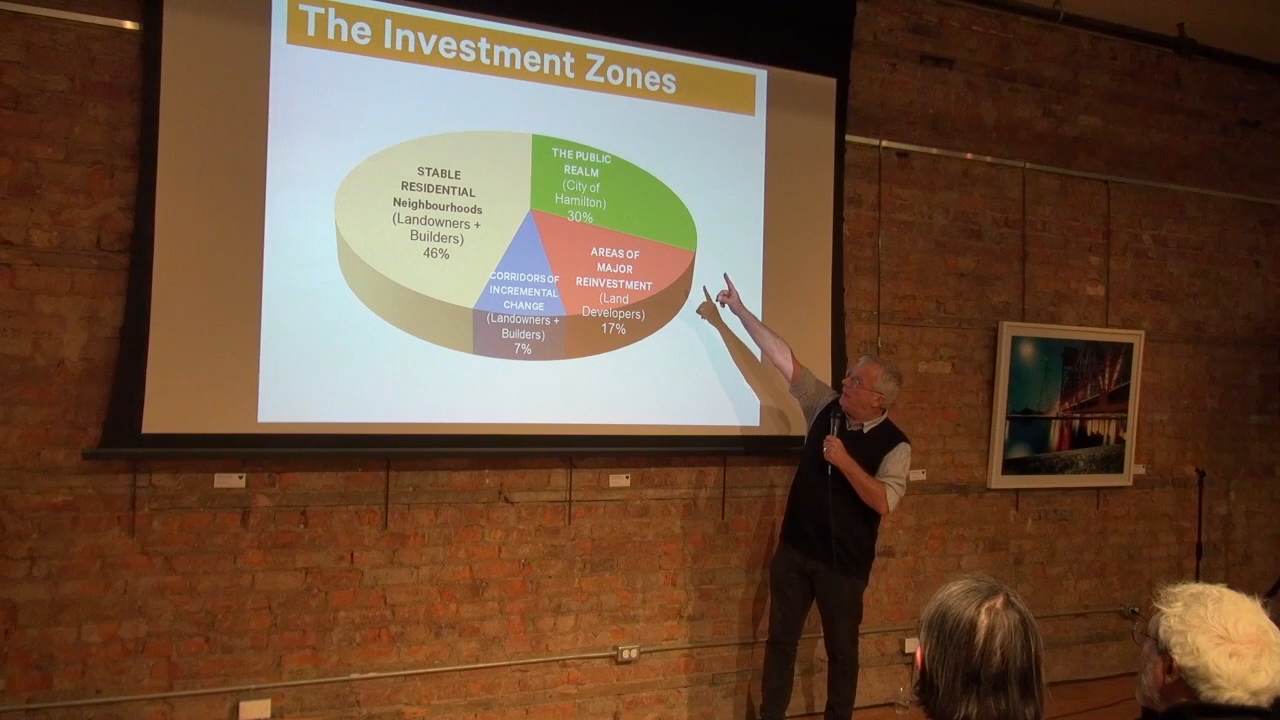 The Investment Zones
STABLE
RESIDENTIAL
Neighbourhoods
(Landowners +
Builders)
46%
THE PUBLIC
REALM
(City of
Hamilton)
30%
CORRIDORS OF
INCREMENTAL
CHANGE
(Landowners +
Builders)
7%
AREAS OF
MAJOR
REINVESTMENT
(Land
Developers)
17%